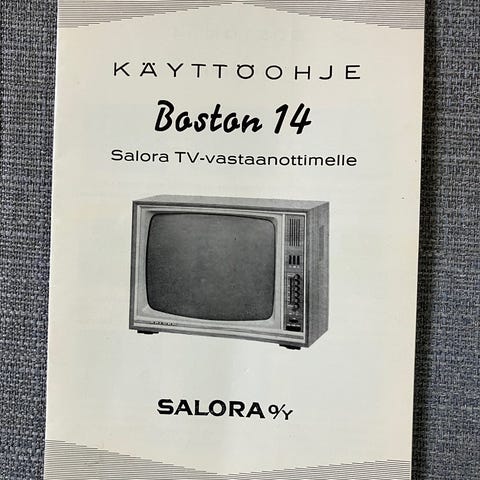 KÄYTTÖOHJE
Boston 14
Salora TV-vastaanottimelle
SALORA O/Y